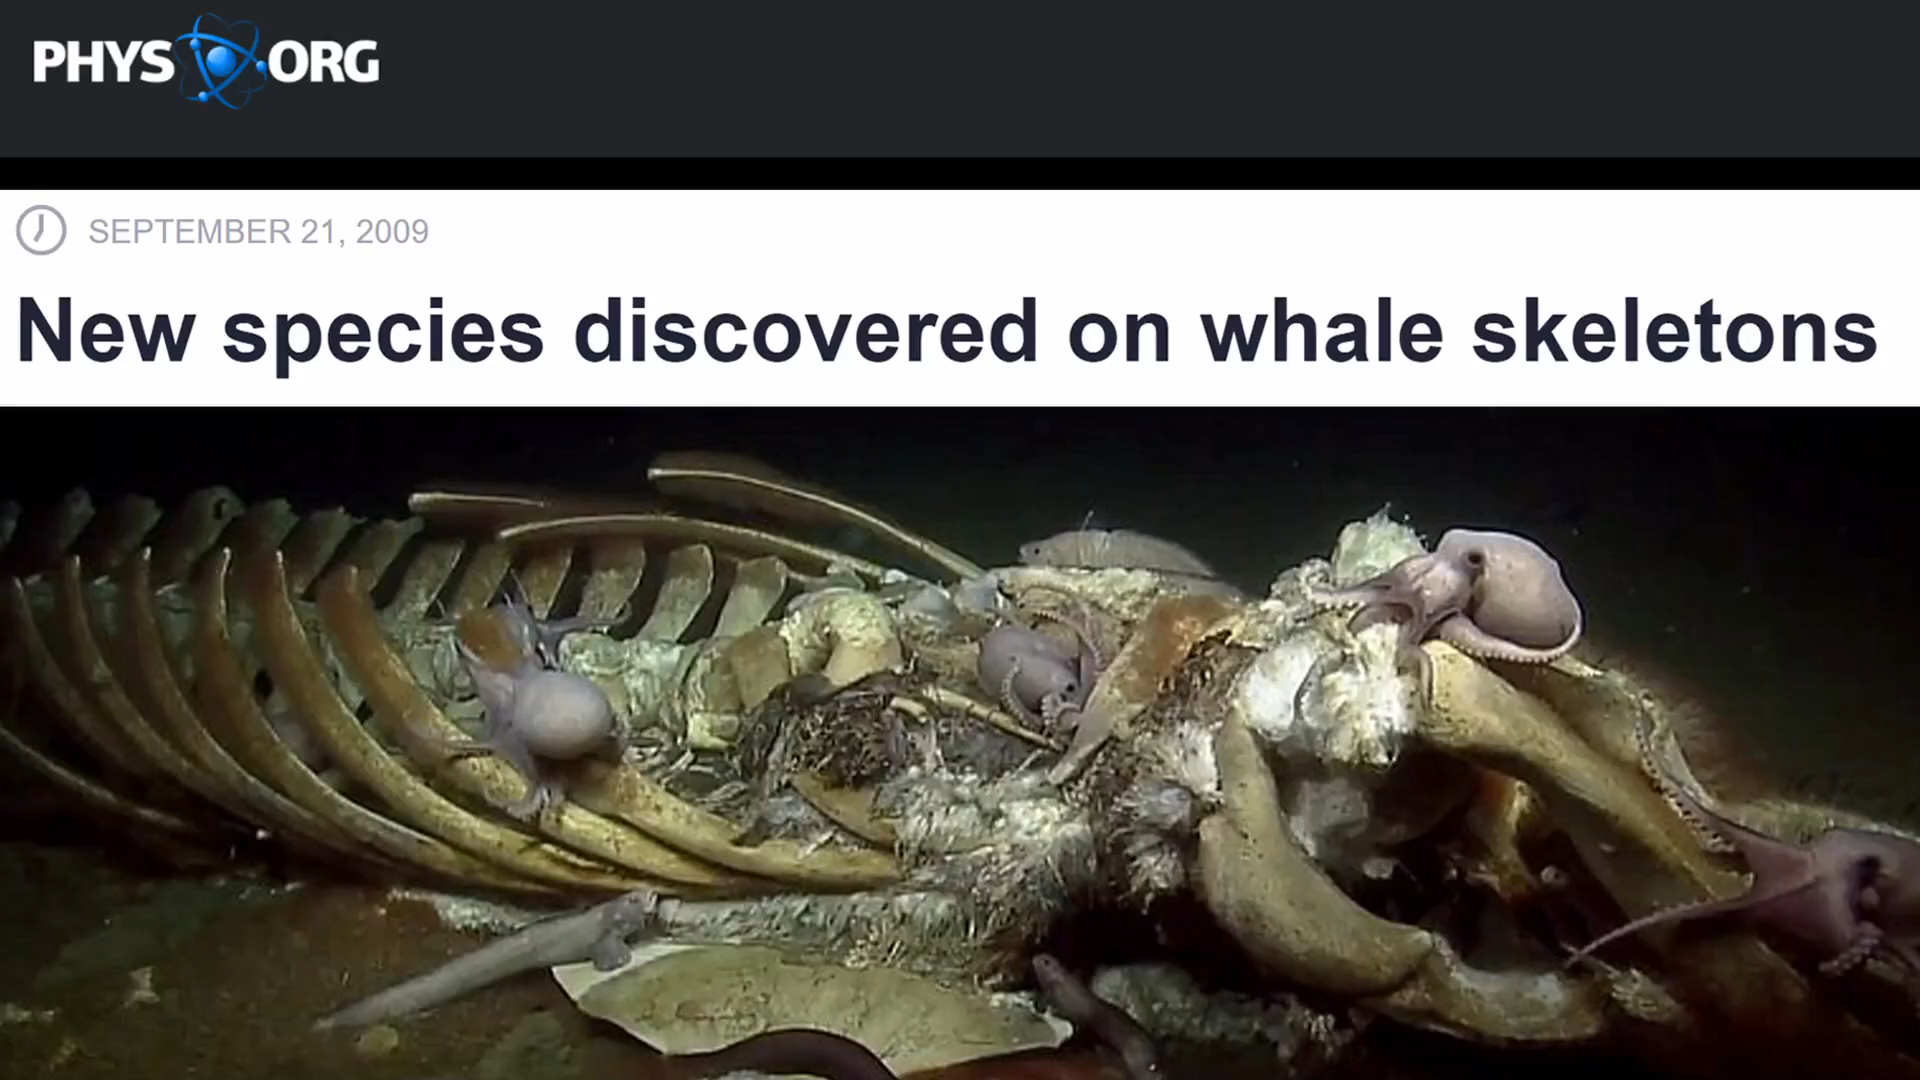 PHYS ORG
SEPTEMBER 21, 2009
New species discovered on whale skeletons